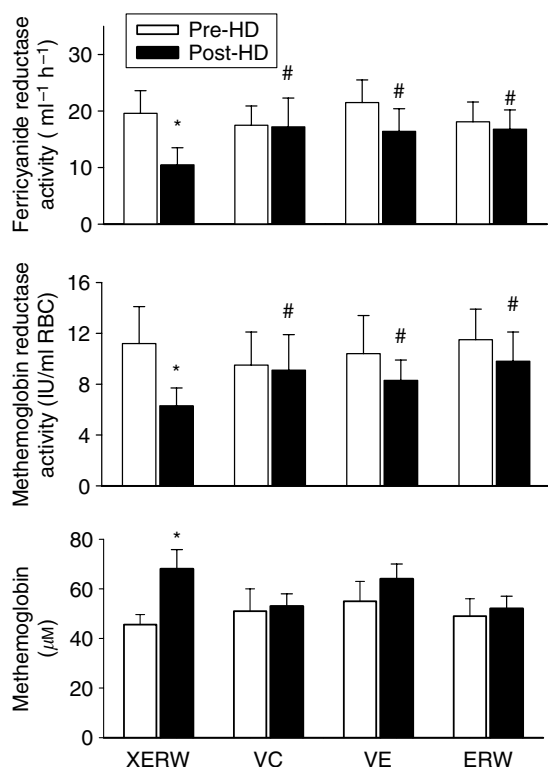 Pre-HD
Post-HD
Ferricyanide reductase
activity ( ml⁻¹ h⁻¹)
30
20
10
0
*
#
#
#
Methemoglobin reductase
activity (IU/ml RBC)
16
12
8
4
0
*
#
#
#
Methemoglobin
(μM)
80
60
40
20
0
*
XERW VC VE ERW